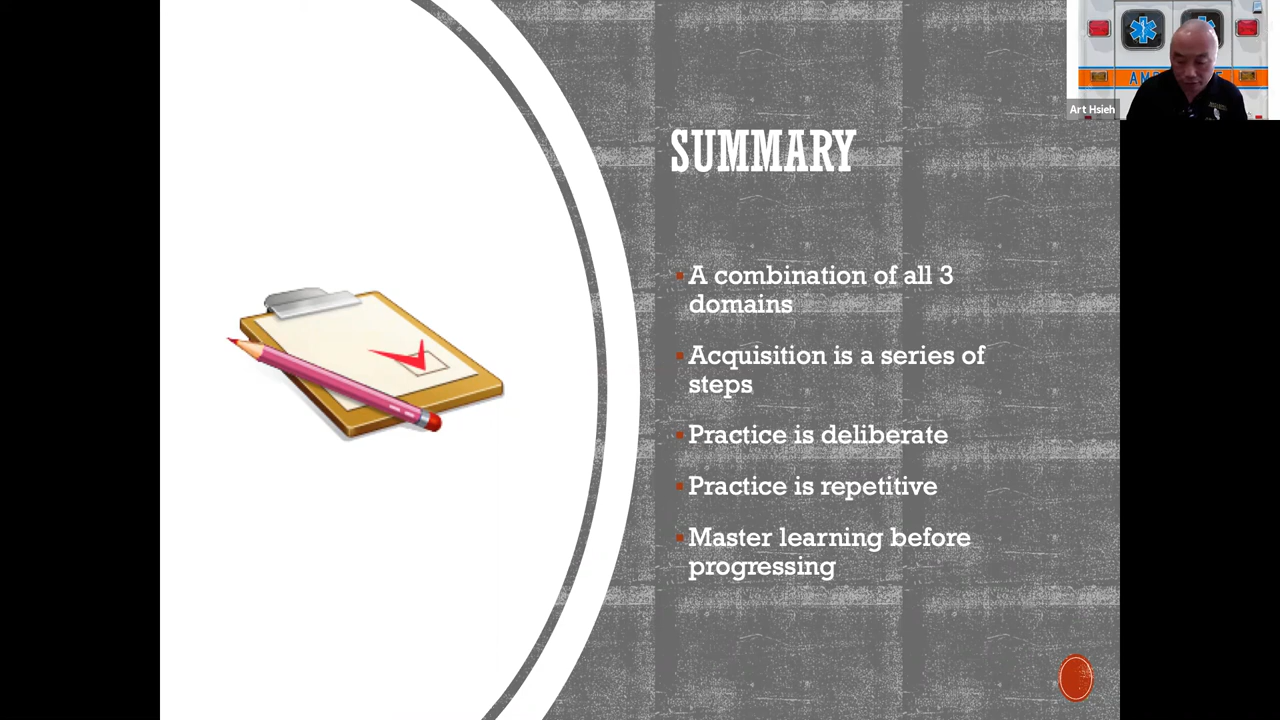 Art Hsieh
SUMMARY
A combination of all 3
domains
Acquisition is a series of
steps
Practice is deliberate
Practice is repetitive
Master learning before
progressing